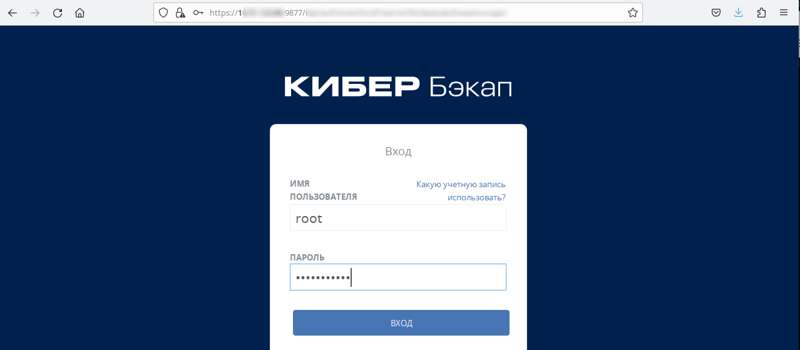 https://1 :9877/
КИБЕР Бэкап
Вход
ИМЯ
ПОЛЬЗОВАТЕЛЯ
Какую учетную запись
использовать?
root
ПАРОЛЬ
ВХОД